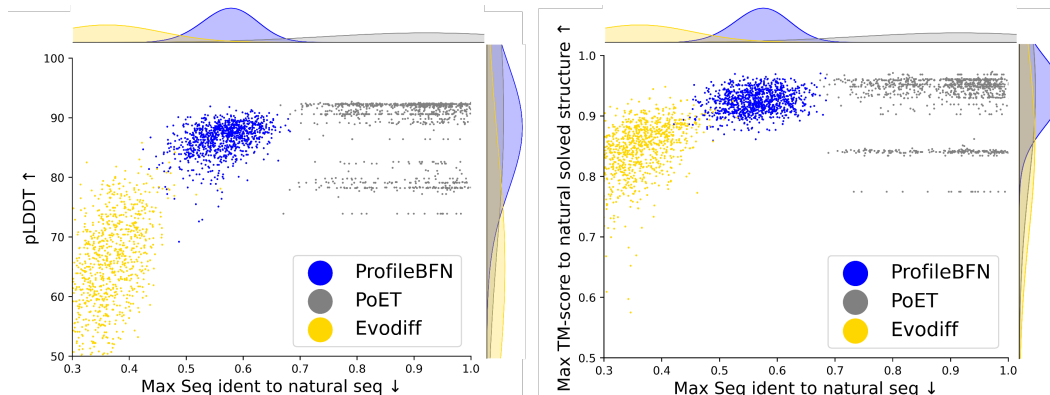 pLDDT ↑
100
90
80
70
60
50
0.3 0.4 0.5 0.6 0.7 0.8 0.9 1.0
Max Seq ident to natural seq ↓
ProfileBFN
PoET
Evodiff
Max TM-score to natural solved structure ↑
1.0
0.9
0.8
0.7
0.6
0.5
0.3 0.4 0.5 0.6 0.7 0.8 0.9 1.0
Max Seq ident to natural seq ↓
ProfileBFN
PoET
Evodiff